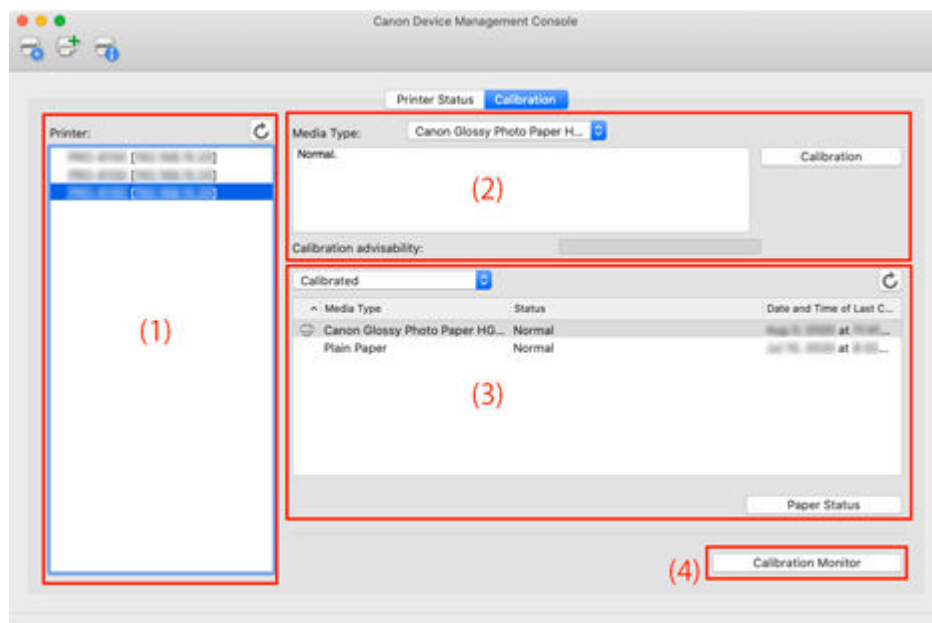 Canon Device Management Console
Printer Status Calibration
Printer:
(1)
Media Type: Canon Glossy Photo Paper H...
Normal.
Calibration
(2)
Calibration advisability:
Calibrated
Media Type Status Date and Time of Last C...
Canon Glossy Photo Paper HG... Normal at
Plain Paper Normal at
(3)
Paper Status
(4) Calibration Monitor